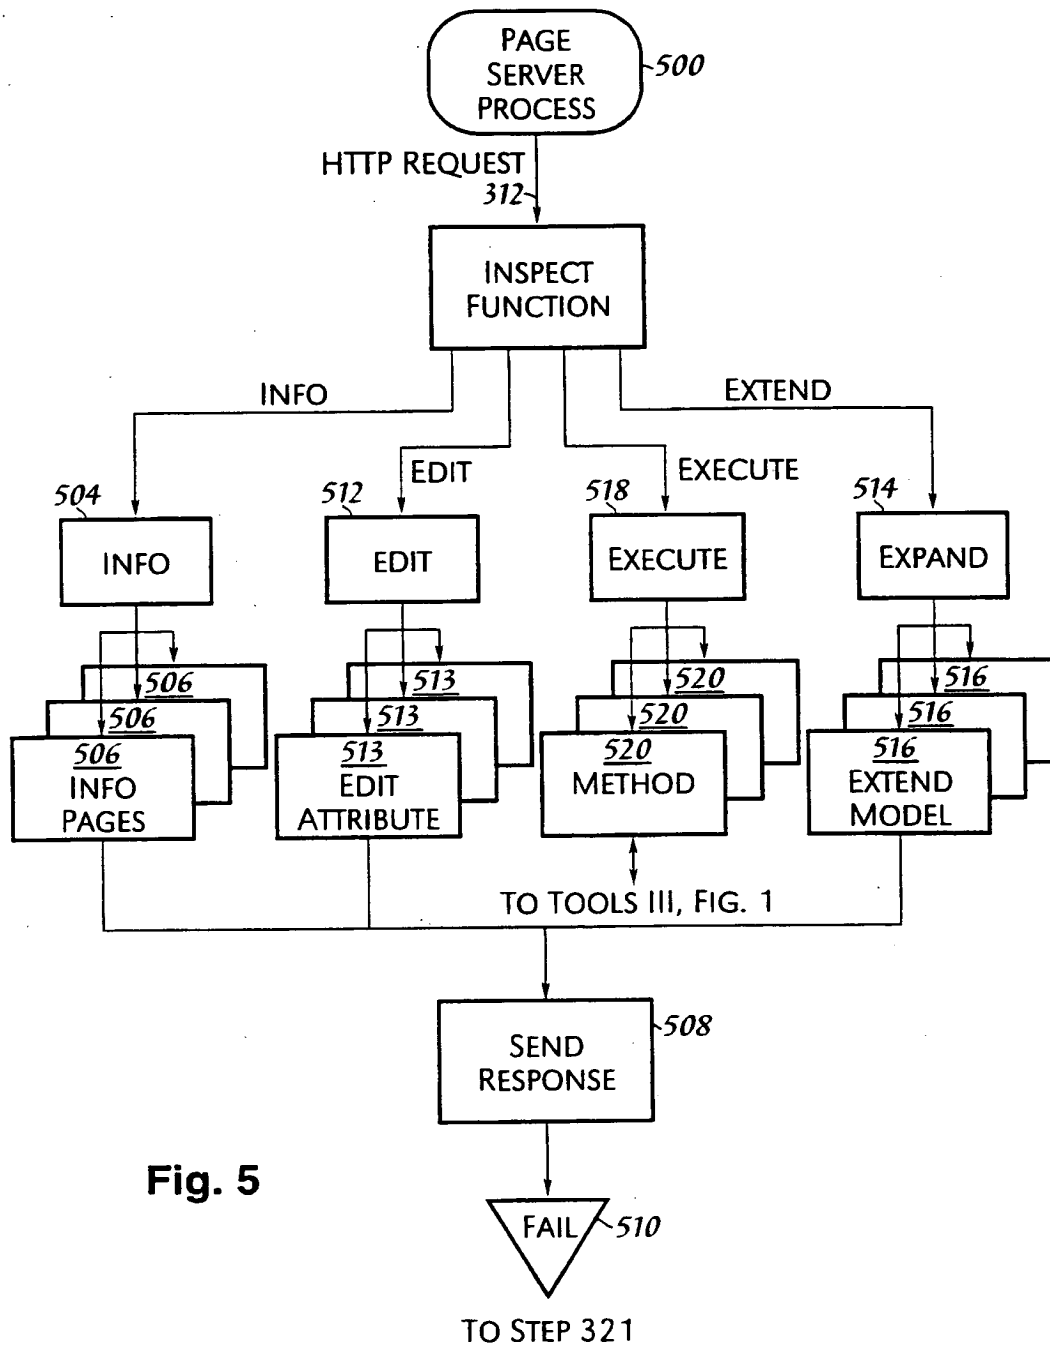 PAGE
SERVER
PROCESS
500
HTTP REQUEST
312
INSPECT
FUNCTION
INFO
EXTEND
EDIT
EXECUTE
504
512
518
514
INFO
EDIT
EXECUTE
EXPAND
506
513
520
516
506
513
520
516
506
513
520
516
INFO
PAGES
EDIT
ATTRIBUTE
METHOD
EXTEND
MODEL
TO TOOLS III, FIG. 1
SEND
RESPONSE
508
Fig. 5
FAIL
510
TO STEP 321